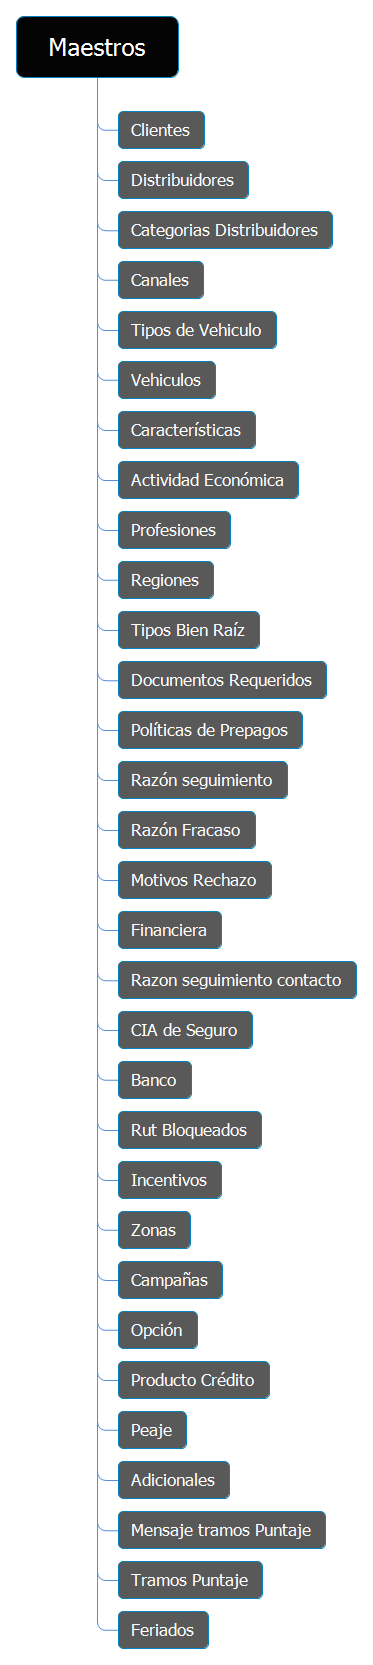 Maestros
Clientes
Distribuidores
Categorias Distribuidores
Canales
Tipos de Vehiculo
Vehiculos
Características
Actividad Económica
Profesiones
Regiones
Tipos Bien Raíz
Documentos Requeridos
Políticas de Prepagos
Razón seguimiento
Razón Fracaso
Motivos Rechazo
Financiera
Razon seguimiento contacto
CIA de Seguro
Banco
Rut Bloqueados
Incentivos
Zonas
Campañas
Opción
Producto Crédito
Peaje
Adicionales
Mensaje tramos Puntaje
Tramos Puntaje
Feriados